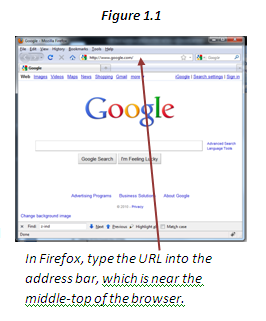 Figure 1.1
Google - Mozilla Firefox
File Edit View History Bookmarks Tools Help
http://www.google.com/
Google
Google
Web Images Videos Maps News Shopping Gmail more
iGoogle | Search settings | Sign in
Google
Advanced Search
Language Tools
Google Search I'm Feeling Lucky
Advertising Programs Business Solutions About Google
© 2010 - Privacy
Change background image
× Find: Next Previous Highlight Match case
Done
In Firefox, type the URL into the
address bar, which is near the
middle-top of the browser.